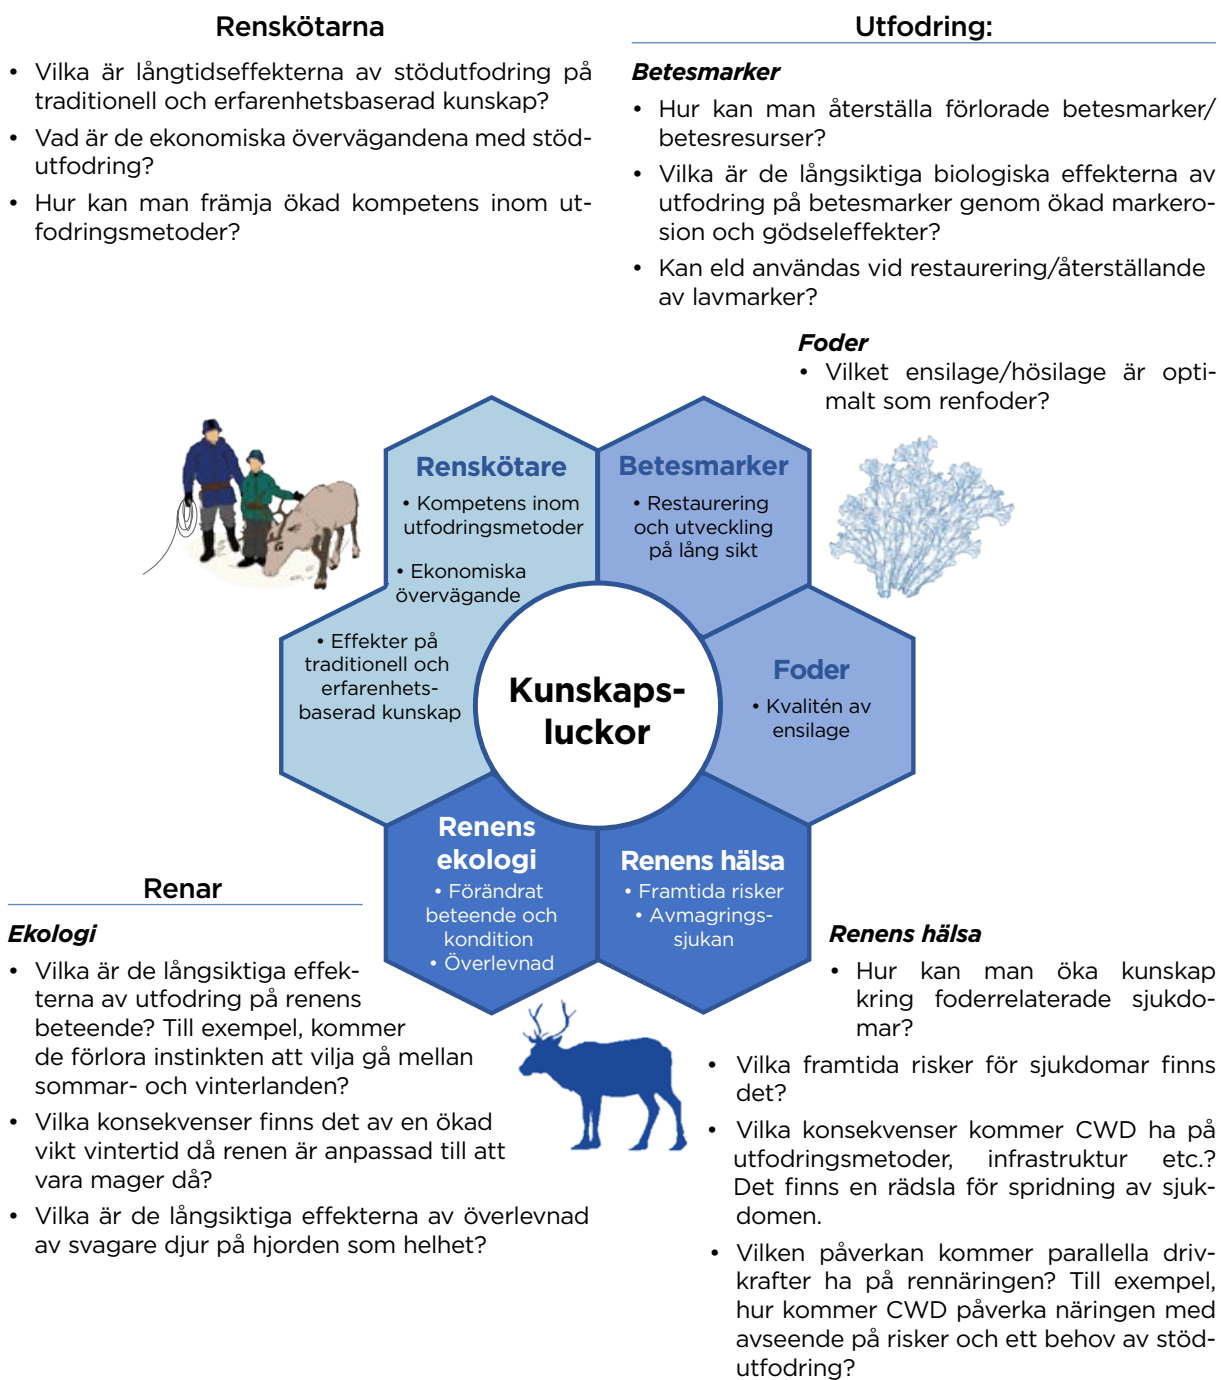 Renskötarna
• Vilka är långtidseffekterna av stödutfodring på
traditionell och erfarenhetsbaserad kunskap?
• Vad är de ekonomiska övervägandena med stöd-
utfodring?
• Hur kan man främja ökad kompetens inom ut-
fodringsmetoder?
Utfodring:
Betesmarker
• Hur kan man återställa förlorade betesmarker/
betesresurser?
• Vilka är de långsiktiga biologiska effekterna av
utfodring på betesmarker genom ökad markero-
sion och gödseleffekter?
• Kan eld användas vid restaurering/återställande
av lavmarker?
Foder
• Vilket ensilage/hösilage är opti-
malt som renfoder?
Renskötare
• Kompetens inom
utfodringsmetoder
• Ekonomiska
övervägande
• Effekter på
traditionell och
erfarenhets-
baserad kunskap
Betesmarker
• Restaurering
och utveckling
på lång sikt
Foder
• Kvalitén av
ensilage
Kunskaps-
luckor
Renens
ekologi
• Förändrat
beteende och
kondition
• Överlevnad
Renens hälsa
• Framtida risker
• Avmagrings-
sjukan
Renar
Ekologi
• Vilka är de långsiktiga effek-
terna av utfodring på renens
beteende? Till exempel, kommer
de förlora instinkten att vilja gå mellan
sommar- och vinterlanden?
• Vilka konsekvenser finns det av en ökad
vikt vintertid då renen är anpassad till att
vara mager då?
• Vilka är de långsiktiga effekterna av överlevnad
av svagare djur på hjorden som helhet?
Renens hälsa
• Hur kan man öka kunskap
kring foderrelaterade sjukdo-
mar?
• Vilka framtida risker för sjukdomar finns
det?
• Vilka konsekvenser kommer CWD ha på
utfodringsmetoder, infrastruktur etc.?
Det finns en rädsla för spridning av sjuk-
domen.
• Vilken påverkan kommer parallella driv-
krafter ha på rennäringen? Till exempel,
hur kommer CWD påverka näringen med
avseende på risker och ett behov av stöd-
utfodring?